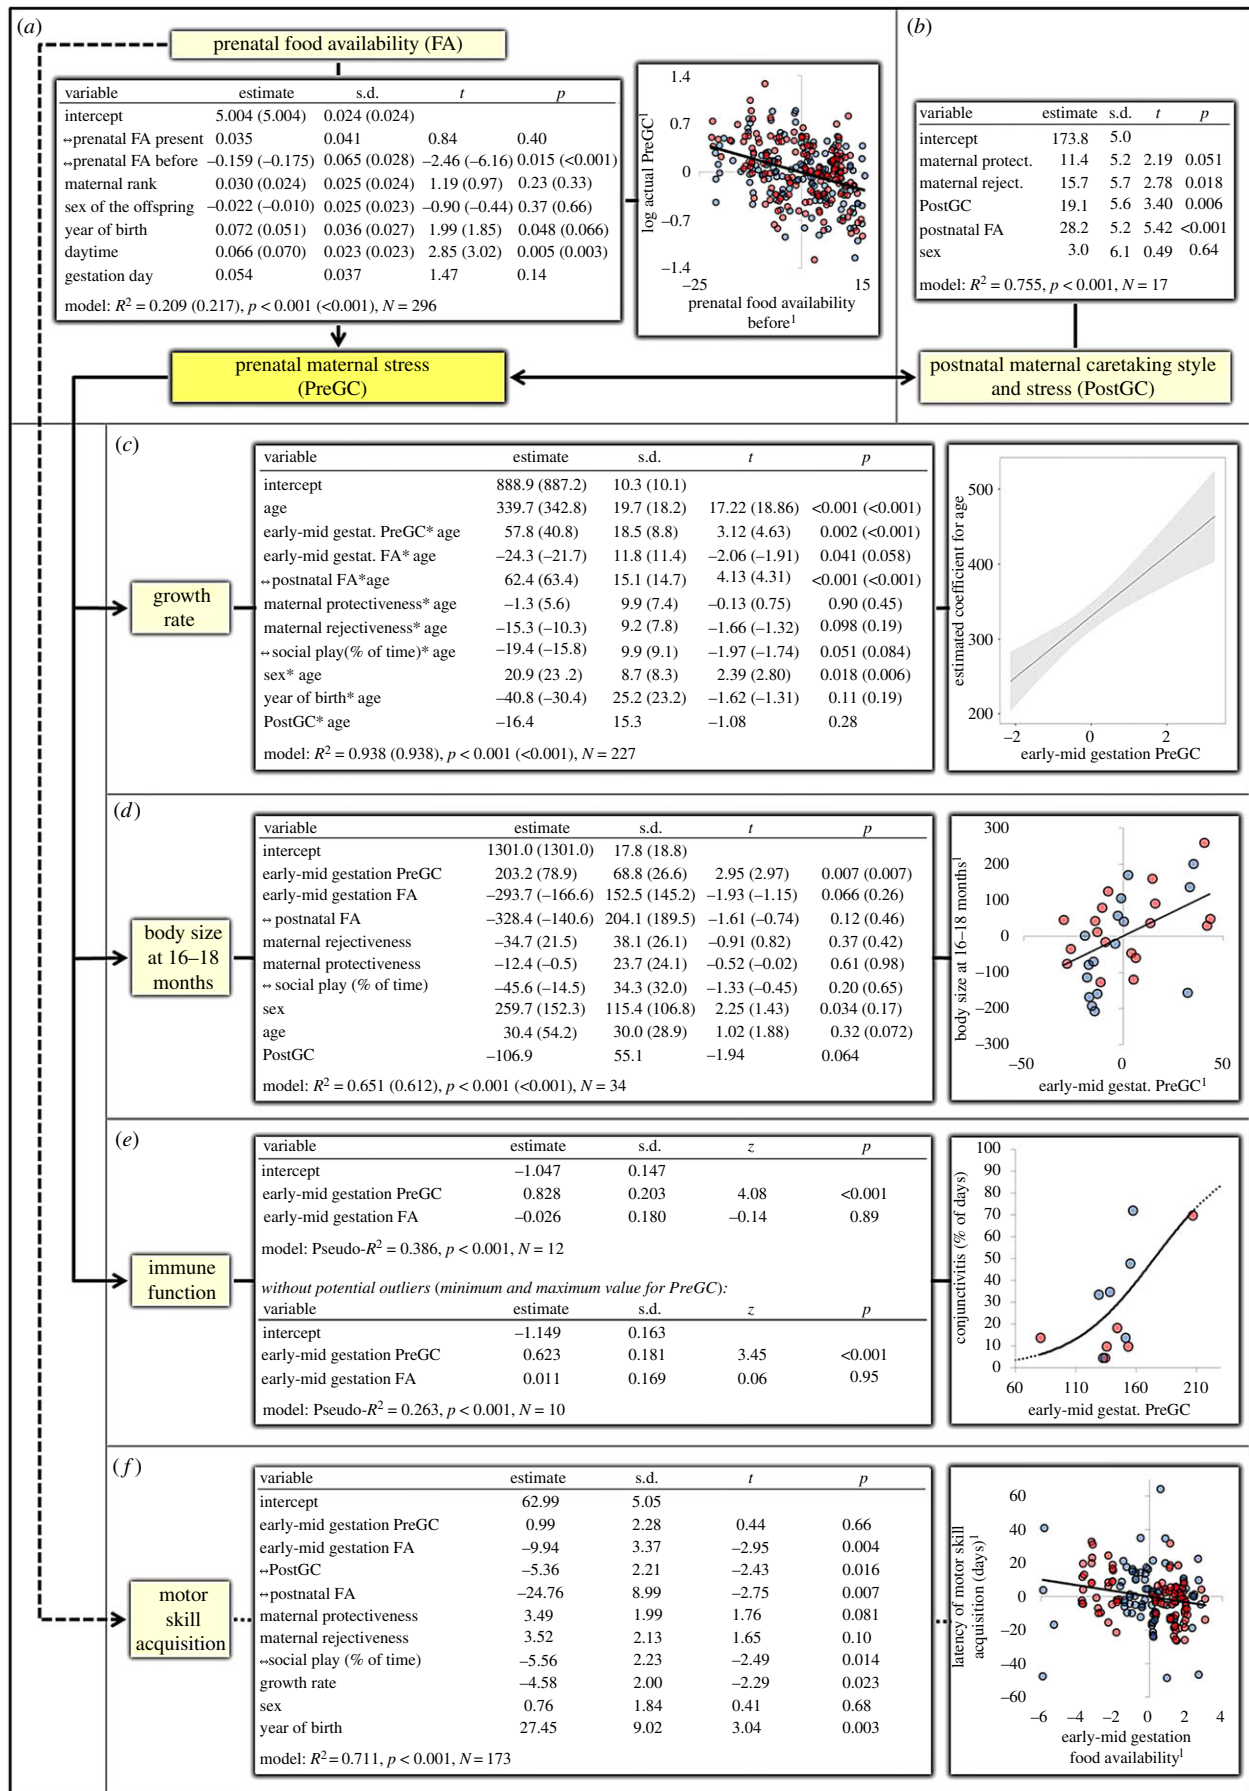 (a)
prenatal food availability (FA)
variable estimate s.d. t p
intercept 5.004 (5.004) 0.024 (0.024)
↔prenatal FA present 0.035 0.041 0.84 0.40
↔prenatal FA before −0.159 (−0.175) 0.065 (0.028) −2.46 (−6.16) 0.015 (<0.001)
maternal rank 0.030 (0.024) 0.025 (0.024) 1.19 (0.97) 0.23 (0.33)
sex of the offspring −0.022 (−0.010) 0.025 (0.023) −0.90 (−0.44) 0.37 (0.66)
year of birth 0.072 (0.051) 0.036 (0.027) 1.99 (1.85) 0.048 (0.066)
daytime 0.066 (0.070) 0.023 (0.023) 2.85 (3.02) 0.005 (0.003)
gestation day 0.054 0.037 1.47 0.14
model: R² = 0.209 (0.217), p < 0.001 (<0.001), N = 296
log actual PreGC¹
1.4
0.7
0
−0.7
−1.4
−25 15
prenatal food availability
before¹
prenatal maternal stress
(PreGC)
(b)
variable estimate s.d. t p
intercept 173.8 5.0
maternal protect. 11.4 5.2 2.19 0.051
maternal reject. 15.7 5.7 2.78 0.018
PostGC 19.1 5.6 3.40 0.006
postnatal FA 28.2 5.2 5.42 <0.001
sex 3.0 6.1 0.49 0.64
model: R² = 0.755, p < 0.001, N = 17
postnatal maternal caretaking style
and stress (PostGC)
(c)
growth
rate
variable estimate s.d. t p
intercept 888.9 (887.2) 10.3 (10.1)
age 339.7 (342.8) 19.7 (18.2) 17.22 (18.86) <0.001 (<0.001)
early-mid gestat. PreGC* age 57.8 (40.8) 18.5 (8.8) 3.12 (4.63) 0.002 (<0.001)
early-mid gestat. FA* age −24.3 (−21.7) 11.8 (11.4) −2.06 (−1.91) 0.041 (0.058)
↔postnatal FA*age 62.4 (63.4) 15.1 (14.7) 4.13 (4.31) <0.001 (<0.001)
maternal protectiveness* age −1.3 (5.6) 9.9 (7.4) −0.13 (0.75) 0.90 (0.45)
maternal rejectiveness* age −15.3 (−10.3) 9.2 (7.8) −1.66 (−1.32) 0.098 (0.19)
↔social play(% of time)* age −19.4 (−15.8) 9.9 (9.1) −1.97 (−1.74) 0.051 (0.084)
sex* age 20.9 (23 .2) 8.7 (8.3) 2.39 (2.80) 0.018 (0.006)
year of birth* age −40.8 (−30.4) 25.2 (23.2) −1.62 (−1.31) 0.11 (0.19)
PostGC* age −16.4 15.3 −1.08 0.28
model: R² = 0.938 (0.938), p < 0.001 (<0.001), N = 227
estimated coefficient for age
500
400
300
200
−2 0 2
early-mid gestation PreGC
(d)
body size
at 16–18
months
variable estimate s.d. t p
intercept 1301.0 (1301.0) 17.8 (18.8)
early-mid gestation PreGC 203.2 (78.9) 68.8 (26.6) 2.95 (2.97) 0.007 (0.007)
early-mid gestation FA −293.7 (−166.6) 152.5 (145.2) −1.93 (−1.15) 0.066 (0.26)
↔ postnatal FA −328.4 (−140.6) 204.1 (189.5) −1.61 (−0.74) 0.12 (0.46)
maternal rejectiveness −34.7 (21.5) 38.1 (26.1) −0.91 (0.82) 0.37 (0.42)
maternal protectiveness −12.4 (−0.5) 23.7 (24.1) −0.52 (−0.02) 0.61 (0.98)
↔ social play (% of time) −45.6 (−14.5) 34.3 (32.0) −1.33 (−0.45) 0.20 (0.65)
sex 259.7 (152.3) 115.4 (106.8) 2.25 (1.43) 0.034 (0.17)
age 30.4 (54.2) 30.0 (28.9) 1.02 (1.88) 0.32 (0.072)
PostGC −106.9 55.1 −1.94 0.064
model: R² = 0.651 (0.612), p < 0.001 (<0.001), N = 34
body size at 16–18 months¹
300
200
100
0
−100
−200
−300
−50 0 50
early-mid gestat. PreGC¹
(e)
immune
function
variable estimate s.d. z p
intercept −1.047 0.147
early-mid gestation PreGC 0.828 0.203 4.08 <0.001
early-mid gestation FA −0.026 0.180 −0.14 0.89
model: Pseudo-R² = 0.386, p < 0.001, N = 12
without potential outliers (minimum and maximum value for PreGC):
variable estimate s.d. z p
intercept −1.149 0.163
early-mid gestation PreGC 0.623 0.181 3.45 <0.001
early-mid gestation FA 0.011 0.169 0.06 0.95
model: Pseudo-R² = 0.263, p < 0.001, N = 10
conjunctivitis (% of days)
100
90
80
70
60
50
40
30
20
10
0
60 110 160 210
early-mid gestat. PreGC
(f)
motor
skill
acquisition
variable estimate s.d. t p
intercept 62.99 5.05
early-mid gestation PreGC 0.99 2.28 0.44 0.66
early-mid gestation FA −9.94 3.37 −2.95 0.004
↔PostGC −5.36 2.21 −2.43 0.016
↔postnatal FA −24.76 8.99 −2.75 0.007
maternal protectiveness 3.49 1.99 1.76 0.081
maternal rejectiveness 3.52 2.13 1.65 0.10
↔social play (% of time) −5.56 2.23 −2.49 0.014
growth rate −4.58 2.00 −2.29 0.023
sex 0.76 1.84 0.41 0.68
year of birth 27.45 9.02 3.04 0.003
model: R² = 0.711, p < 0.001, N = 173
latency of motor skill
acquisition (days)¹
60
40
20
0
−20
−40
−60
−6 −4 −2 0 2 4
early-mid gestation
food availability¹